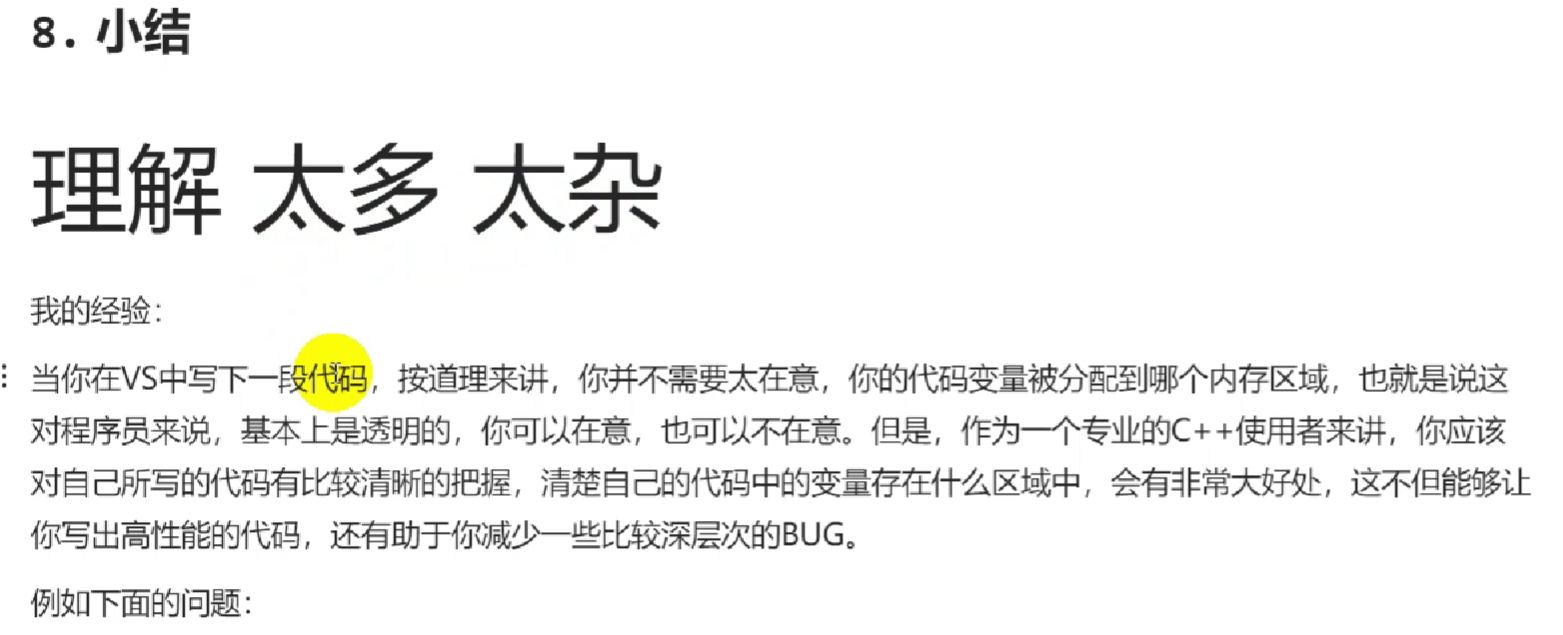 8. 小结
理解 太多 太杂
我的经验：
当你在VS中写下一段代码，按道理来讲，你并不需要太在意，你的代码变量被分配到哪个内存区域，也就是说这
对程序员来说，基本上是透明的，你可以在意，也可以不在意。但是，作为一个专业的C++使用者来讲，你应该
对自己所写的代码有比较清晰的把握，清楚自己的代码中的变量存在什么区域中，会有非常大好处，这不但能够让
你写出高性能的代码，还有助于你减少一些比较深层次的BUG。
例如下面的问题：